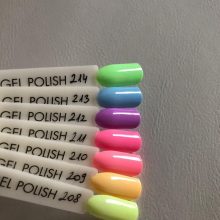 GEL POLISH 214
GEL POLISH 213
GEL POLISH 212
GEL POLISH 211
GEL POLISH 210
GEL POLISH 209
GEL POLISH 208